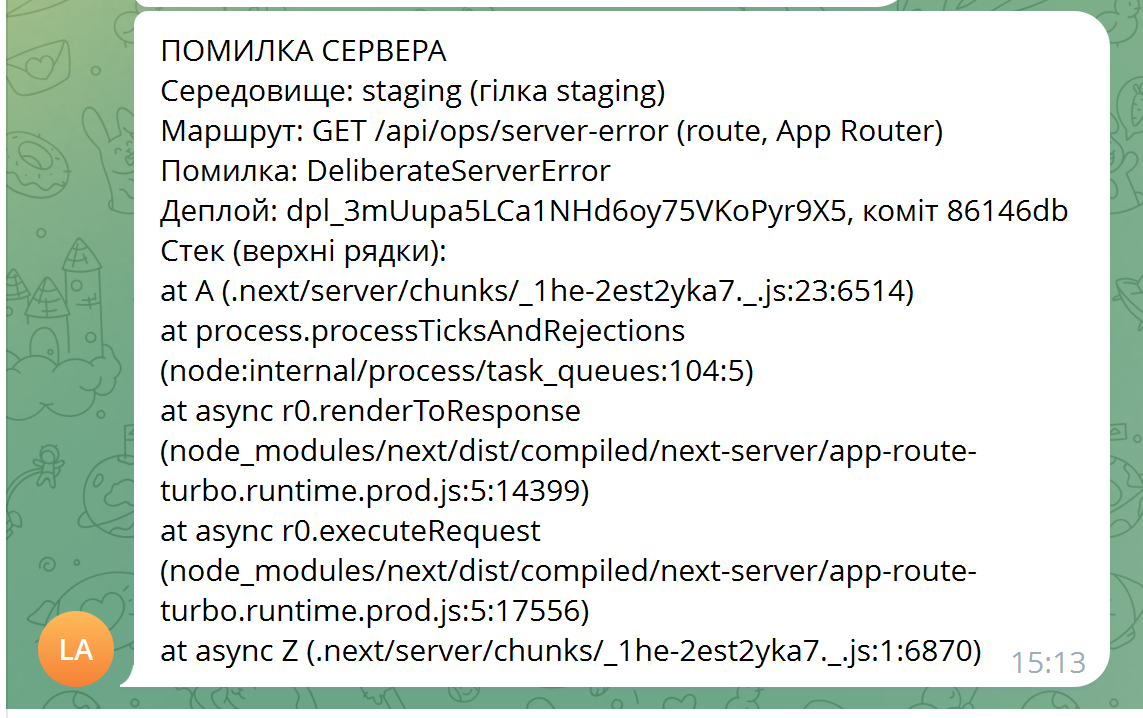 ПОМИЛКА СЕРВЕРА
Середовище: staging (гілка staging)
Маршрут: GET /api/ops/server-error (route, App Router)
Помилка: DeliberateServerError
Деплой: dpl_3mUupa5LCa1NHd6oy75VKoPyr9X5, коміт 86146db
Стек (верхні рядки):
at A (.next/server/chunks/_1he-2est2yka7._.js:23:6514)
at process.processTicksAndRejections
(node:internal/process/task_queues:104:5)
at async r0.renderToResponse
(node_modules/next/dist/compiled/next-server/app-route-
turbo.runtime.prod.js:5:14399)
at async r0.executeRequest
(node_modules/next/dist/compiled/next-server/app-route-
turbo.runtime.prod.js:5:17556)
at async Z (.next/server/chunks/_1he-2est2yka7._.js:1:6870)
15:13
LA